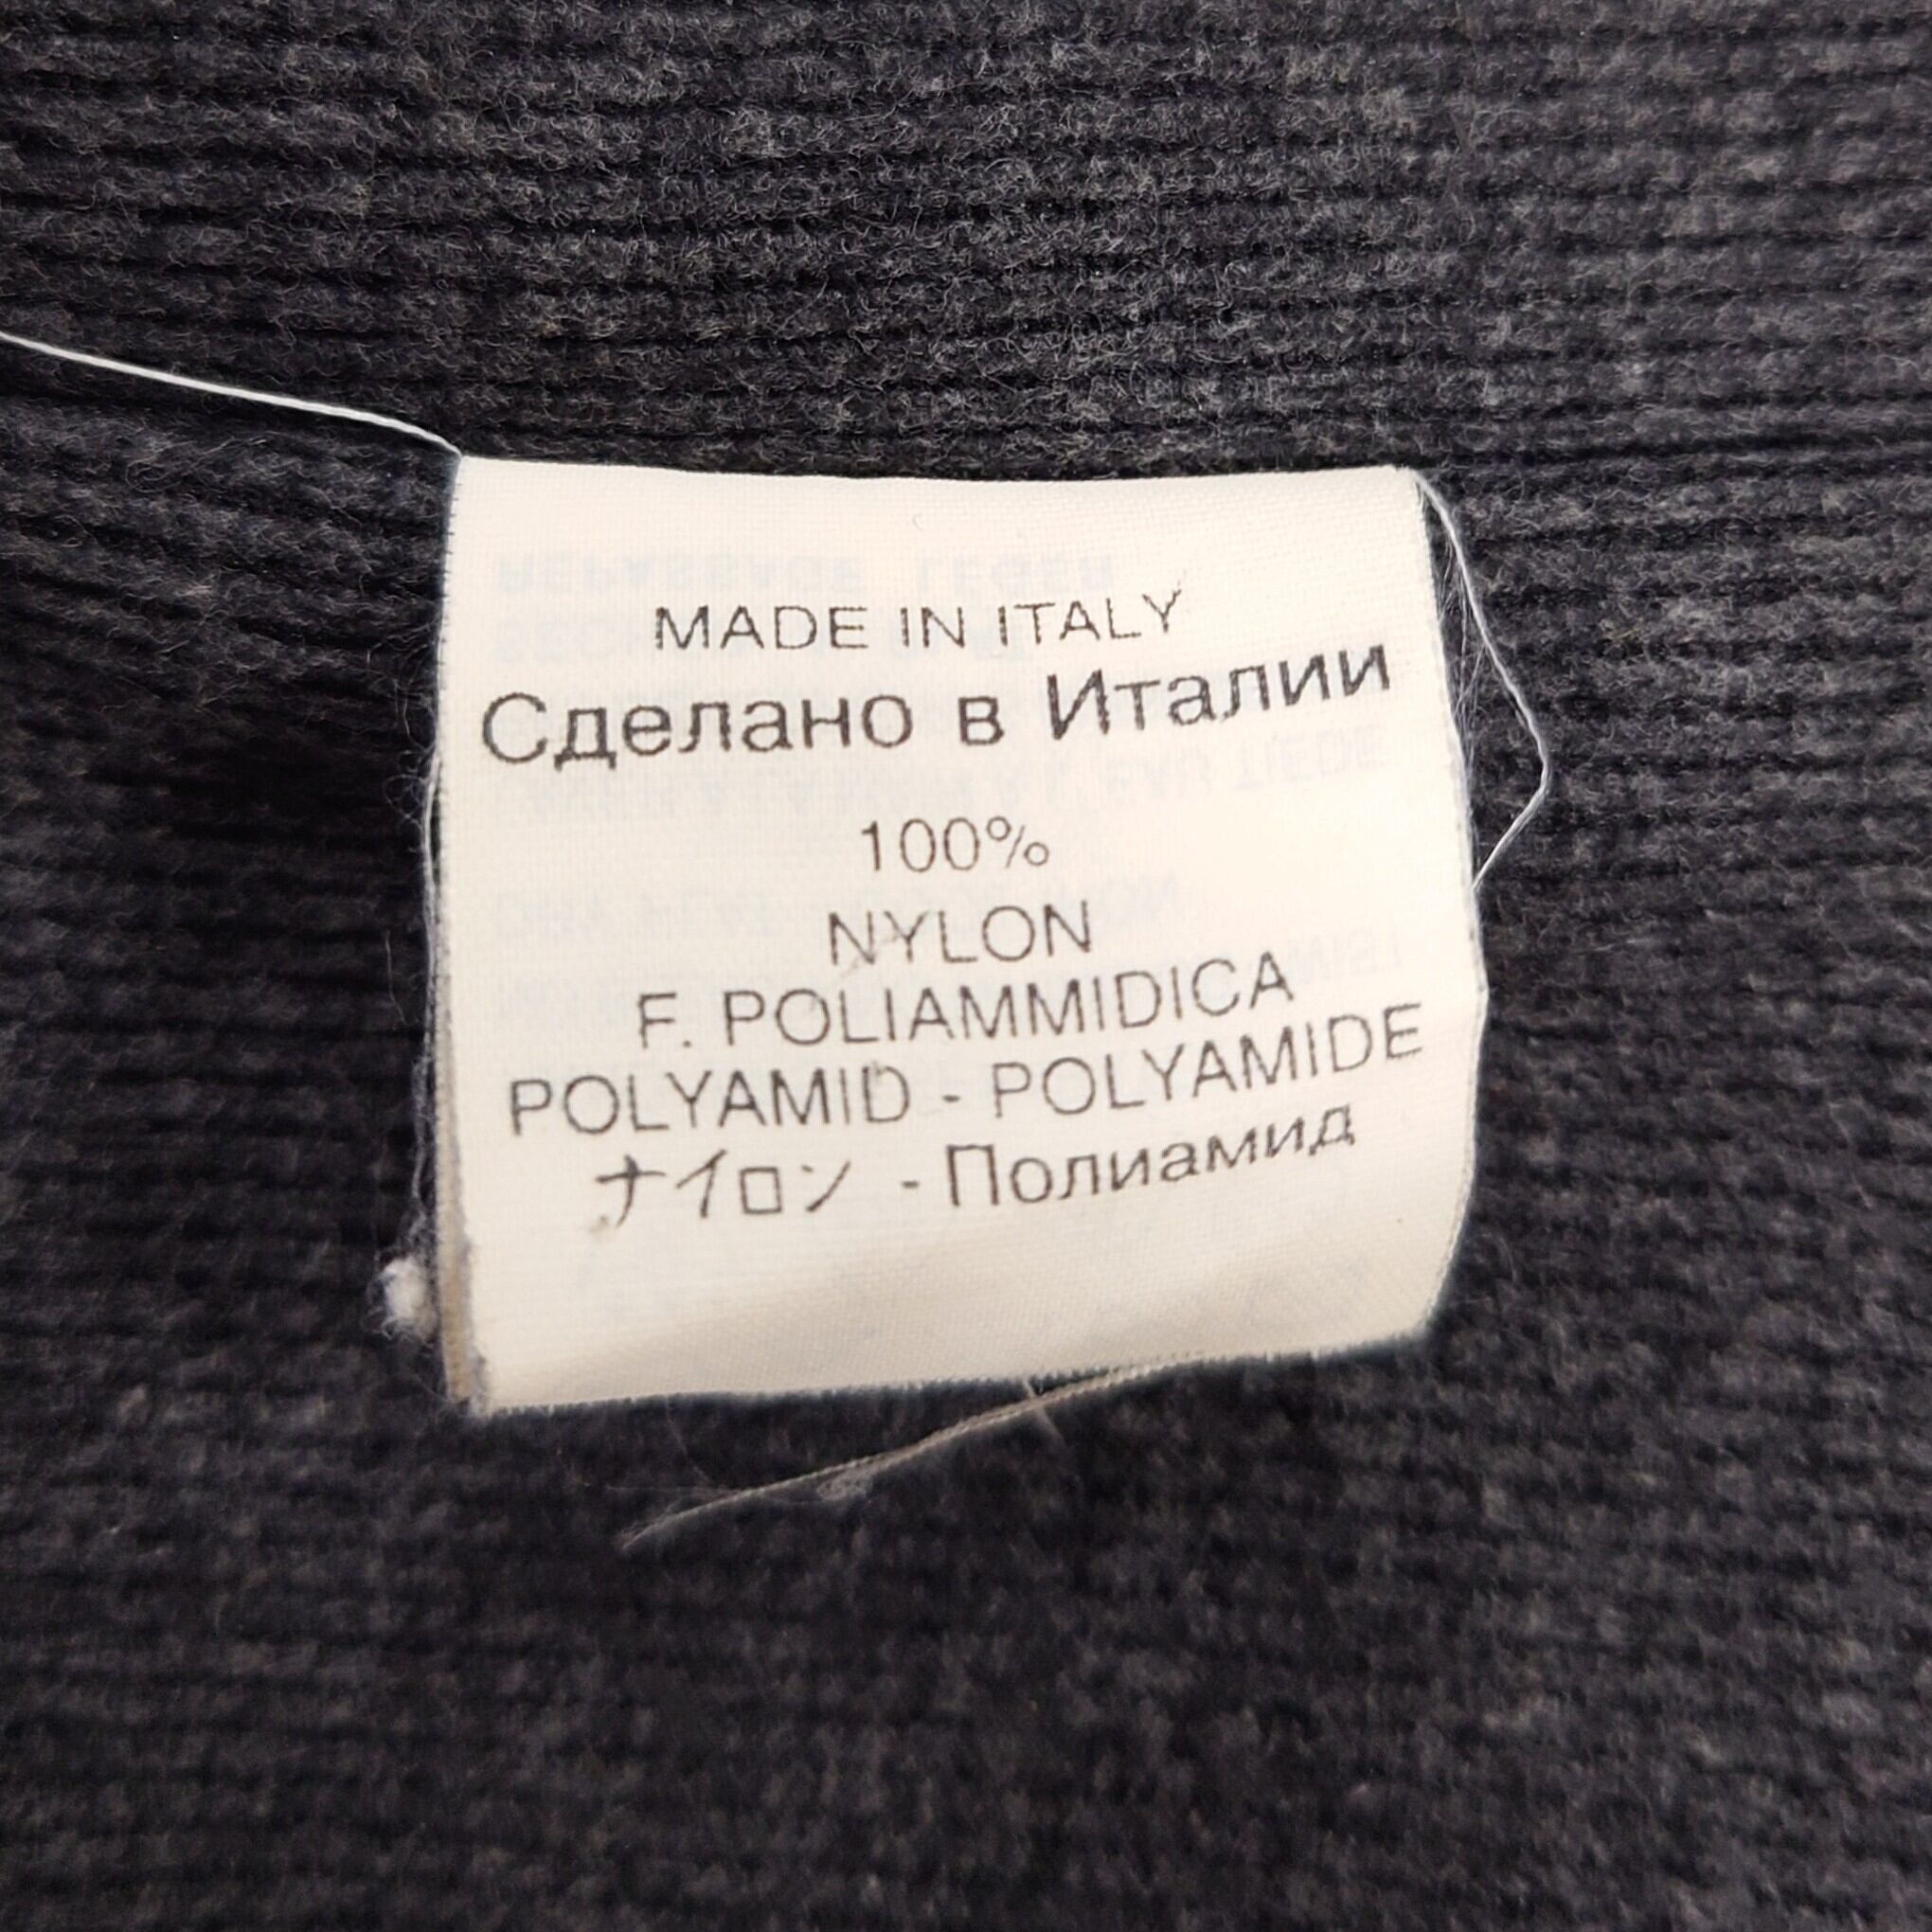 MADE IN ITALY
Сделано в Италии
100%
NYLON
F. POLIAMMIDICA
POLYAMID - POLYAMIDE
ナイロン - Полиамид